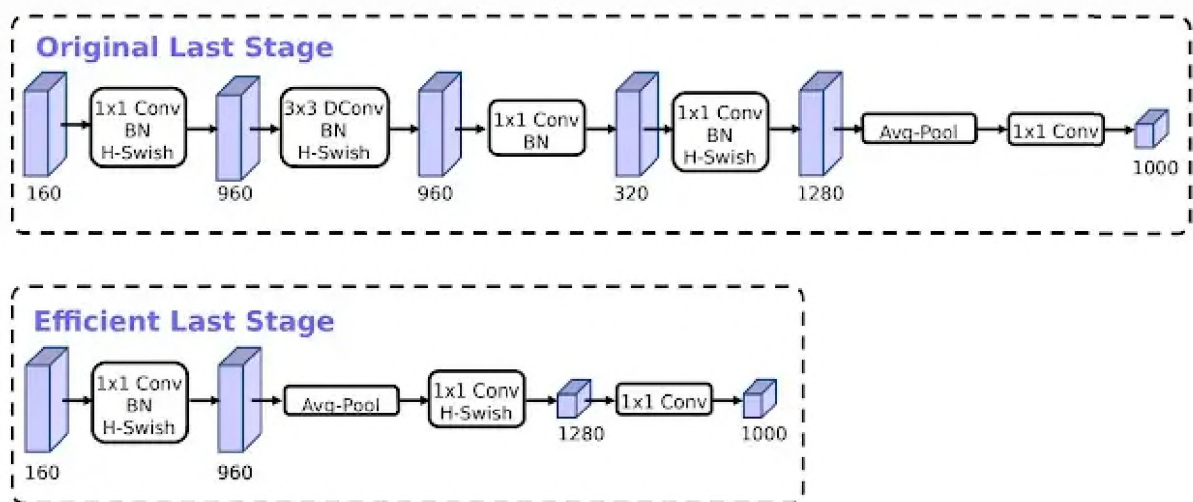 Original Last Stage
1x1 Conv
BN
H-Swish
3x3 DConv
BN
H-Swish
1x1 Conv
BN
1x1 Conv
BN
H-Swish
Avg-Pool
1x1 Conv
160
960
960
320
1280
1000
Efficient Last Stage
1x1 Conv
BN
H-Swish
Avg-Pool
1x1 Conv
H-Swish
1x1 Conv
160
960
1280
1000